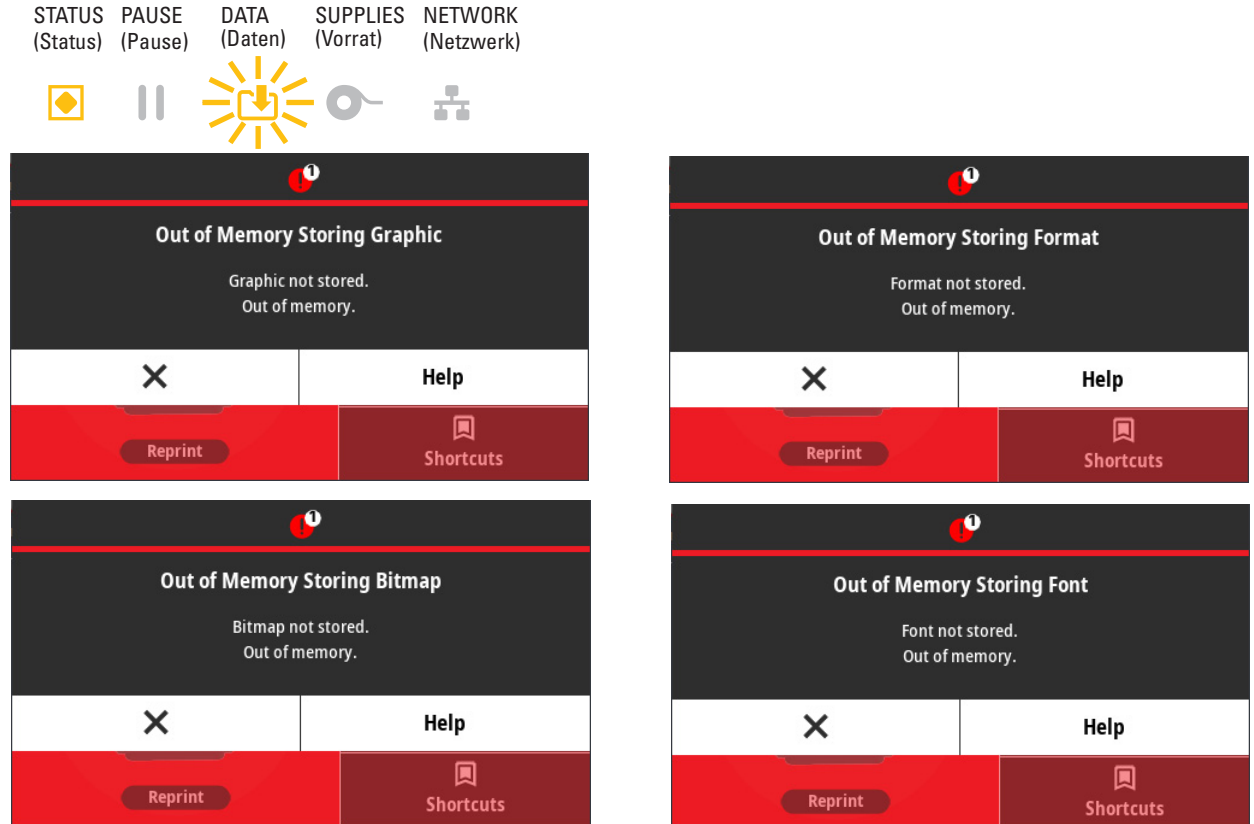 STATUS PAUSE DATA SUPPLIES NETWORK
(Status) (Pause) (Daten) (Vorrat) (Netzwerk)
1
Out of Memory Storing Graphic
Graphic not stored.
Out of memory.
Help
Reprint
Shortcuts
1
Out of Memory Storing Format
Format not stored.
Out of memory.
Help
Reprint
Shortcuts
1
Out of Memory Storing Bitmap
Bitmap not stored.
Out of memory.
Help
Reprint
Shortcuts
1
Out of Memory Storing Font
Font not stored.
Out of memory.
Help
Reprint
Shortcuts